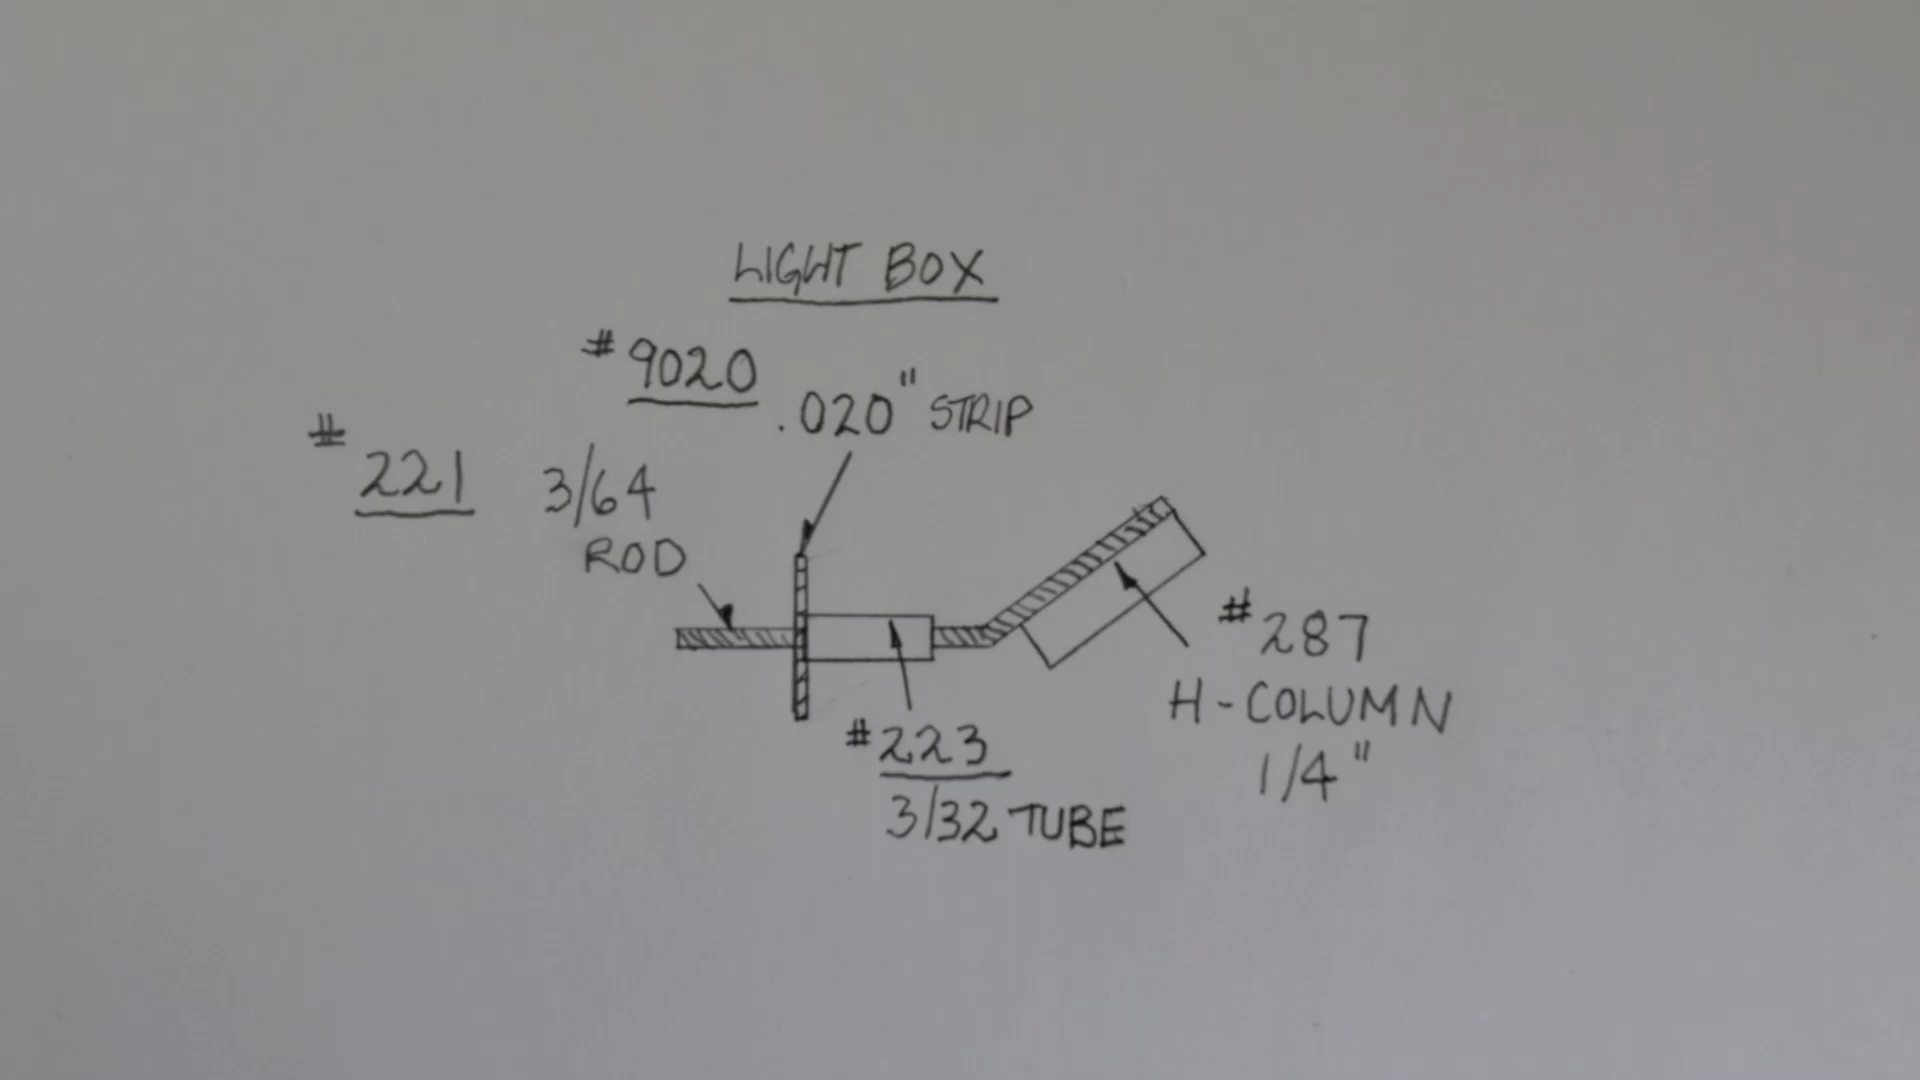 LIGHT BOX
#9020
.020" STRIP
#221 3/64
ROD
#287
H-COLUMN
1/4"
#223
3/32 TUBE